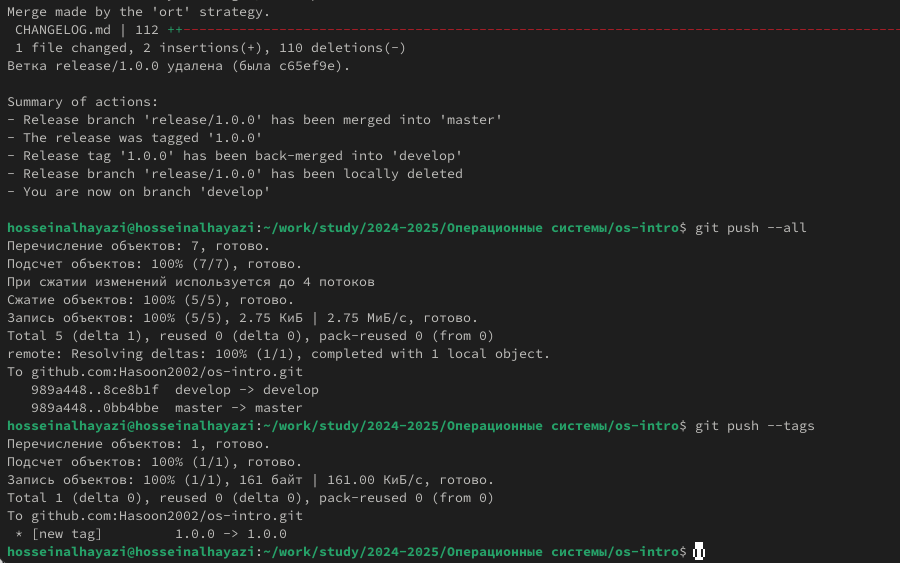 Merge made by the 'ort' strategy.
 CHANGELOG.md | 112 ++----------------------------------------------------------------------------------------------
 1 file changed, 2 insertions(+), 110 deletions(-)
Ветка release/1.0.0 удалена (была c65ef9e).

Summary of actions:
- Release branch 'release/1.0.0' has been merged into 'master'
- The release was tagged '1.0.0'
- Release tag '1.0.0' has been back-merged into 'develop'
- Release branch 'release/1.0.0' has been locally deleted
- You are now on branch 'develop'

hosseinalhayazi@hosseinalhayazi:~/work/study/2024-2025/Операционные системы/os-intro$ git push --all
Перечисление объектов: 7, готово.
Подсчет объектов: 100% (7/7), готово.
При сжатии изменений используется до 4 потоков
Сжатие объектов: 100% (5/5), готово.
Запись объектов: 100% (5/5), 2.75 КиБ | 2.75 МиБ/с, готово.
Total 5 (delta 1), reused 0 (delta 0), pack-reused 0 (from 0)
remote: Resolving deltas: 100% (1/1), completed with 1 local object.
To github.com:Hasoon2002/os-intro.git
   989a448..8ce8b1f  develop -> develop
   989a448..0bb4bbe  master -> master
hosseinalhayazi@hosseinalhayazi:~/work/study/2024-2025/Операционные системы/os-intro$ git push --tags
Перечисление объектов: 1, готово.
Подсчет объектов: 100% (1/1), готово.
Запись объектов: 100% (1/1), 161 байт | 161.00 КиБ/с, готово.
Total 1 (delta 0), reused 0 (delta 0), pack-reused 0 (from 0)
To github.com:Hasoon2002/os-intro.git
 * [new tag]         1.0.0 -> 1.0.0
hosseinalhayazi@hosseinalhayazi:~/work/study/2024-2025/Операционные системы/os-intro$